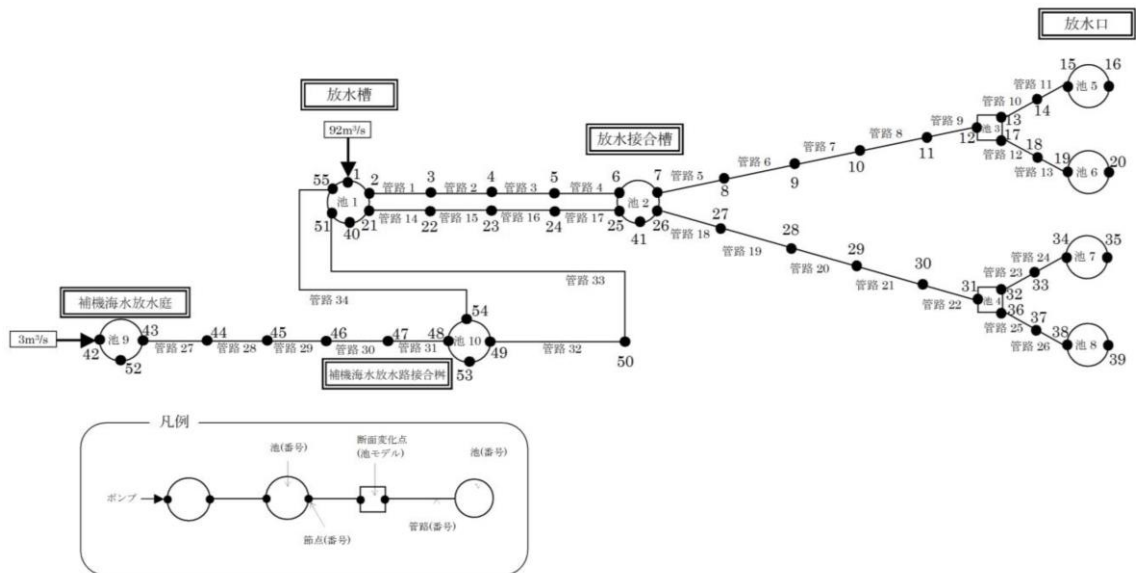 放水口
放水槽
92m³/s
放水接合槽
15
16
管路 11
池 5
管路 10
14
13
管路 9
12
池 3
17
管路 12
18
管路 13
19
20
池 6
管路 8
11
管路 7
10
管路 6
9
管路 5
8
55
1
2
管路 1
3
管路 2
4
管路 3
5
管路 4
6
7
池 1
池 2
51
40
21
管路 14
22
管路 15
23
管路 16
24
管路 17
25
26
41
管路 18
27
管路 19
28
管路 20
29
管路 21
30
管路 22
31
池 4
32
管路 23
33
管路 24
34
35
池 7
36
管路 25
37
管路 26
38
39
池 8
管路 33
管路 34
補機海水放水庭
3m³/s
42
池 9
43
52
管路 27
44
管路 28
45
管路 29
46
管路 30
47
管路 31
48
54
池 10
49
53
管路 32
50
補機海水放水路接合桝
凡例
池(番号)
断面変化点
(池モデル)
池(番号)
ポンプ
節点(番号)
管路(番号)